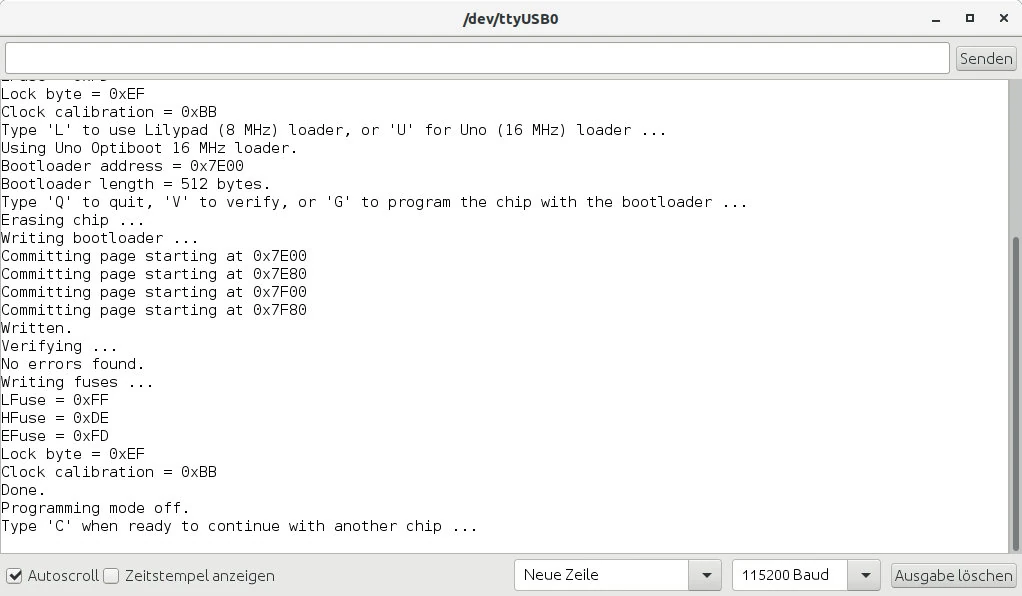 /dev/ttyUSB0
Senden
Lock byte = 0xEF
Clock calibration = 0xBB
Type 'L' to use Lilypad (8 MHz) loader, or 'U' for Uno (16 MHz) loader ...
Using Uno Optiboot 16 MHz loader.
Bootloader address = 0x7E00
Bootloader length = 512 bytes.
Type 'Q' to quit, 'V' to verify, or 'G' to program the chip with the bootloader ...
Erasing chip ...
Writing bootloader ...
Committing page starting at 0x7E00
Committing page starting at 0x7E80
Committing page starting at 0x7F00
Committing page starting at 0x7F80
Written.
Verifying ...
No errors found.
Writing fuses ...
LFuse = 0xFF
HFuse = 0xDE
EFuse = 0xFD
Lock byte = 0xEF
Clock calibration = 0xBB
Done.
Programming mode off.
Type 'C' when ready to continue with another chip ...
Autoscroll Zeitstempel anzeigen Neue Zeile 115200 Baud Ausgabe löschen